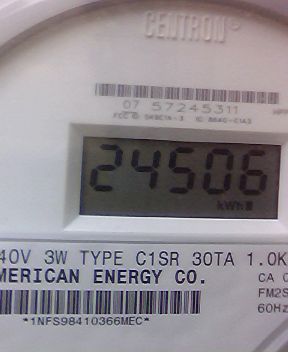 CENTRON®
07 57245311
24506
kWh
40V 3W TYPE C1SR 30TA 1.0K
MERICAN ENERGY CO.
CA
FM2S
60Hz
*1NFS98410366MEC*